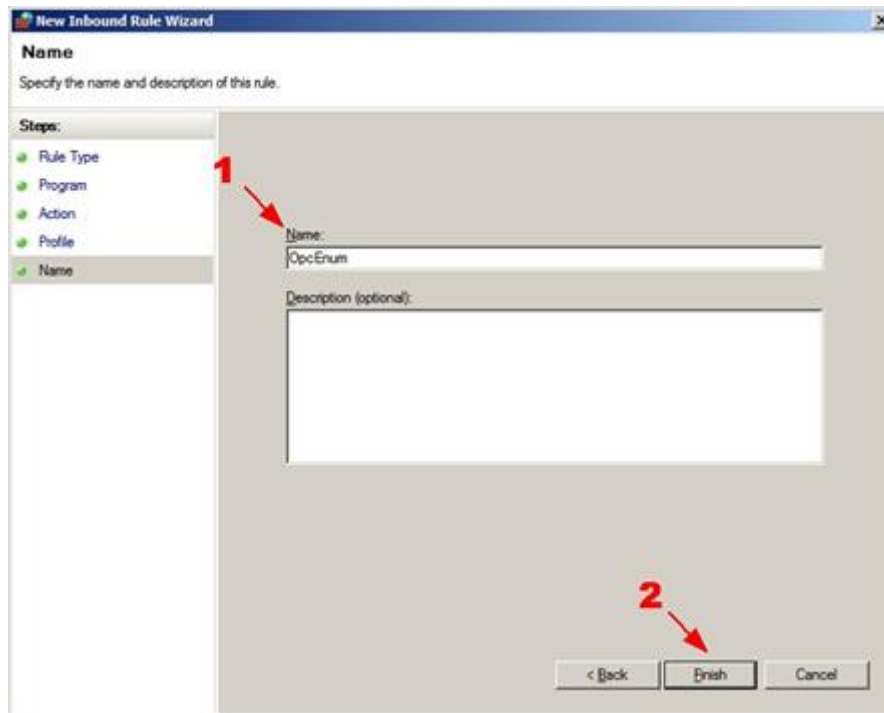 New Inbound Rule Wizard
Name
Specify the name and description of this rule.
Steps:
Rule Type
Program
Action
Profile
Name
1
Name:
OpcEnum
Description (optional):
2
< Back
Finish
Cancel